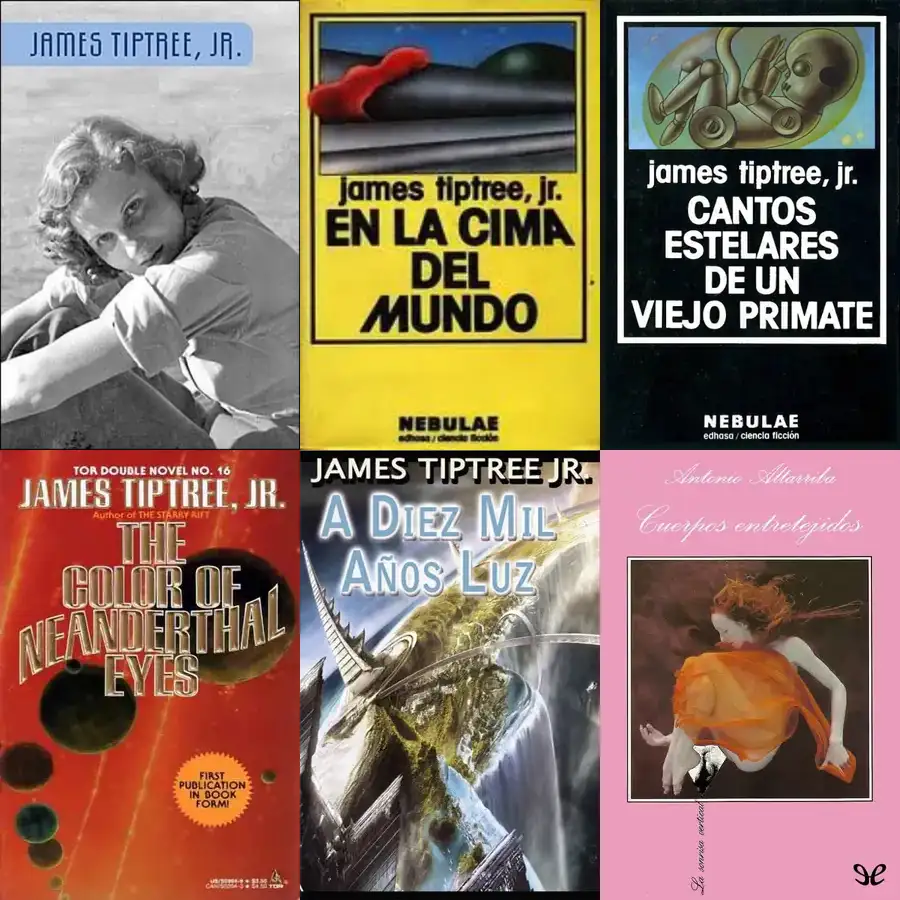 JAMES TIPTREE, JR.
james tiptree, jr.
EN LA CIMA
DEL
MUNDO
NEBULAE
edhasa / ciencia ficción
james tiptree, jr.
CANTOS
ESTELARES
DE UN
VIEJO PRIMATE
NEBULAE
edhasa / ciencia ficción
TOR DOUBLE NOVEL NO. 16
JAMES TIPTREE, JR.
Author of THE STARRY RIFT
THE
COLOR OF
NEANDERTHAL
EYES
FIRST
PUBLICATION
IN BOOK
FORM!
TOR
JAMES TIPTREE JR.
A DIEZ MIL
AÑOS LUZ
Antonio Altarriba
Cuerpos entretejidos
La sonrisa vertical